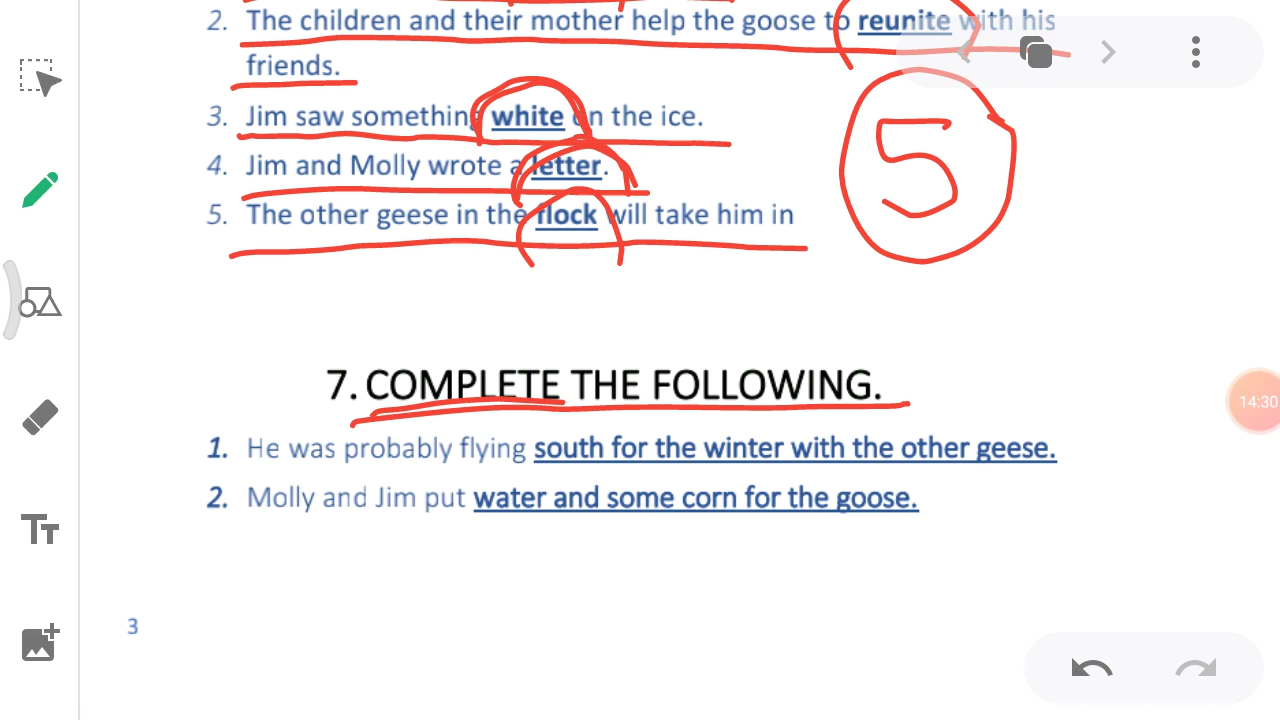 2. The children and their mother help the goose to reunite with his
friends.
3. Jim saw something white on the ice.
4. Jim and Molly wrote a letter.
5. The other geese in the flock will take him in
5
7. COMPLETE THE FOLLOWING.
1. He was probably flying south for the winter with the other geese.
2. Molly and Jim put water and some corn for the goose.
3
14:30
TT